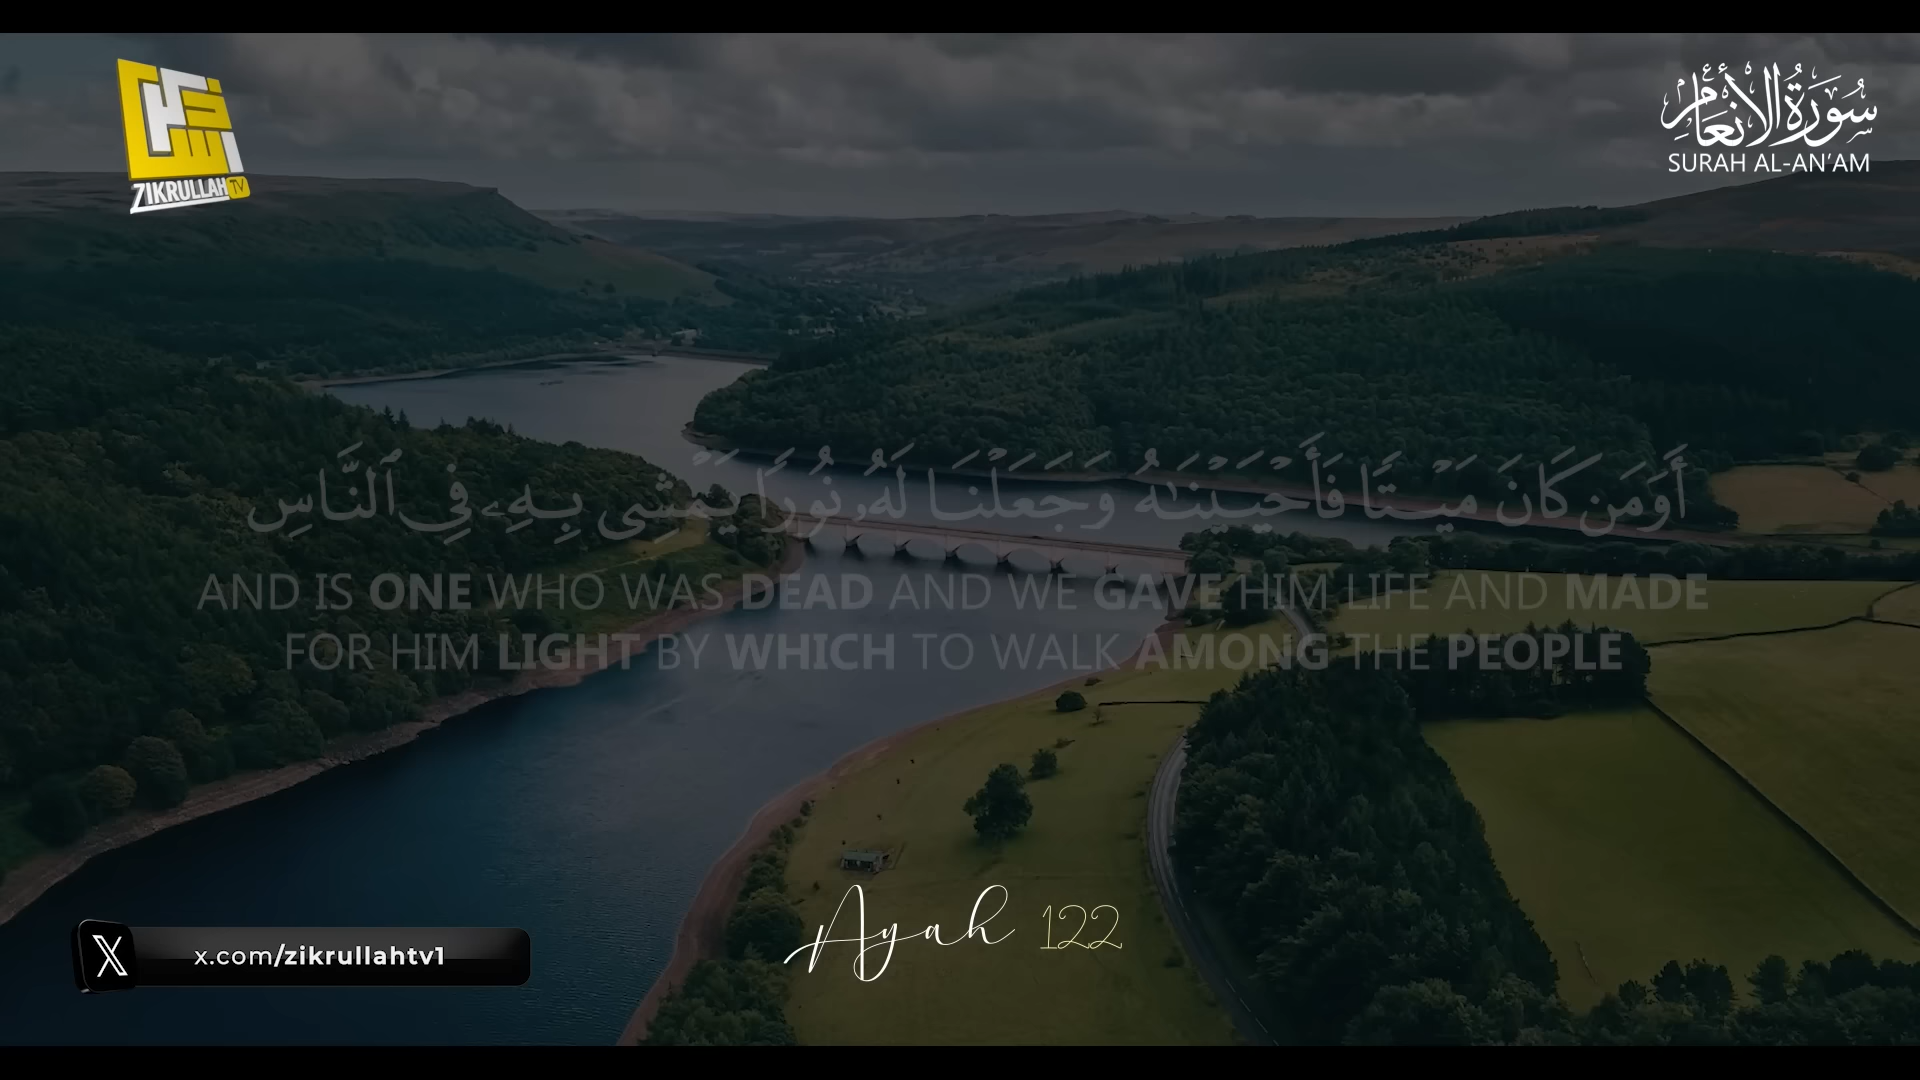 ZIKRULLAH TV
سُورَةُ الأَنْعَامِ
SURAH AL-AN'AM
أَوَمَن كَانَ مَيْتًا فَأَحْيَيْنَـٰهُ وَجَعَلْنَا لَهُۥ نُورًا يَمْشِى بِهِۦ فِى ٱلنَّاسِ
AND IS ONE WHO WAS DEAD AND WE GAVE HIM LIFE AND MADE
FOR HIM LIGHT BY WHICH TO WALK AMONG THE PEOPLE
Ayah 122
X x.com/zikrullahtv1